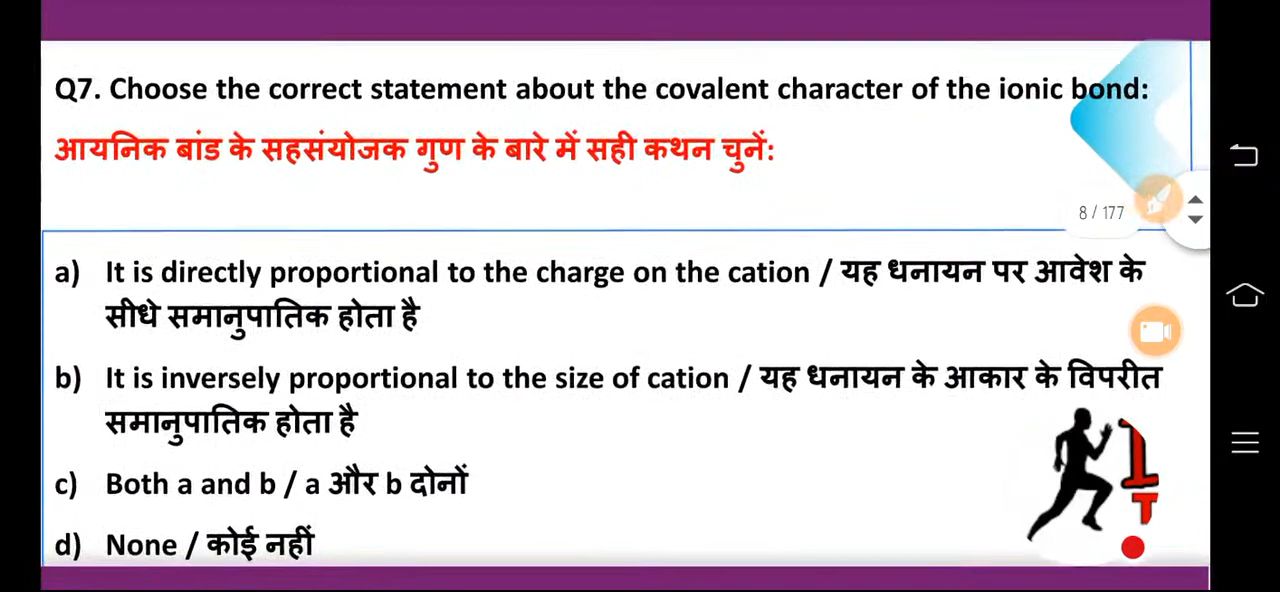 Q7. Choose the correct statement about the covalent character of the ionic bond:
आयनिक बांड के सहसंयोजक गुण के बारे में सही कथन चुनें:
8 / 177
a) It is directly proportional to the charge on the cation / यह धनायन पर आवेश के
सीधे समानुपातिक होता है
b) It is inversely proportional to the size of cation / यह धनायन के आकार के विपरीत
समानुपातिक होता है
c) Both a and b / a और b दोनों
d) None / कोई नहीं